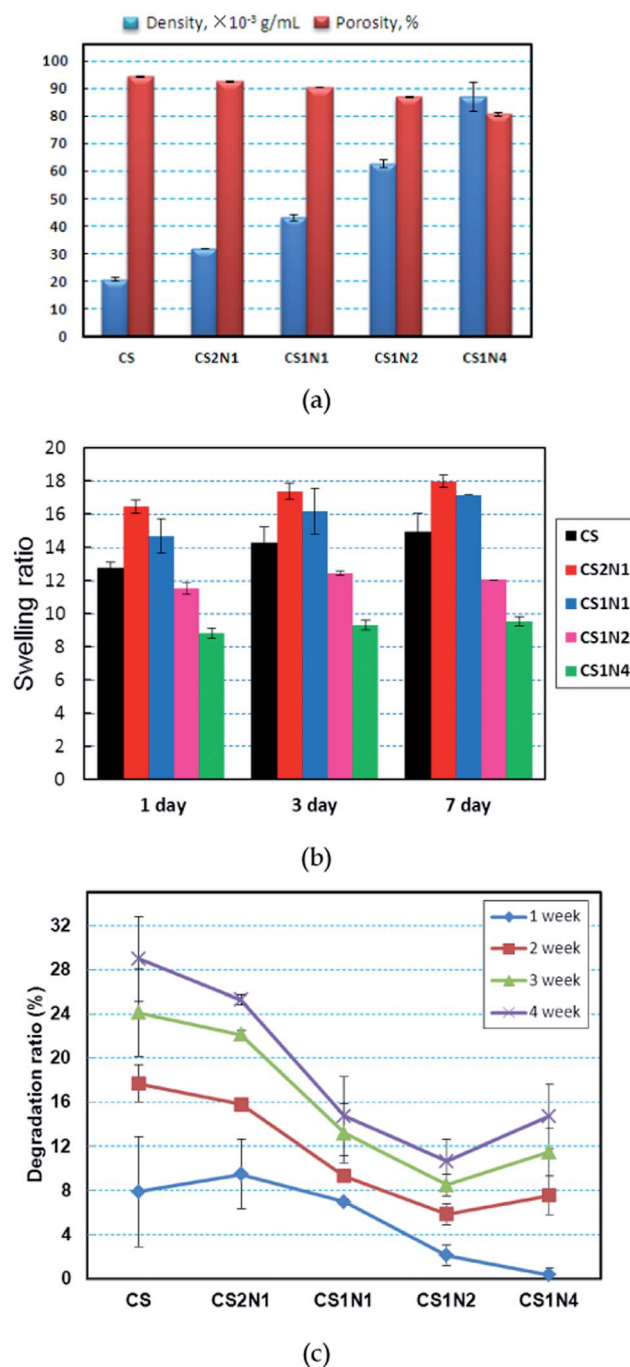 Density, ×10⁻³ g/mL Porosity, %
100
90
80
70
60
50
40
30
20
10
0
CS CS2N1 CS1N1 CS1N2 CS1N4
(a)
20
18
16
14
12
10
8
6
4
2
0
Swelling ratio
CS
CS2N1
CS1N1
CS1N2
CS1N4
1 day 3 day 7 day
(b)
Degradation ratio (%)
32
28
24
20
16
12
8
4
0
1 week
2 week
3 week
4 week
CS CS2N1 CS1N1 CS1N2 CS1N4
(c)